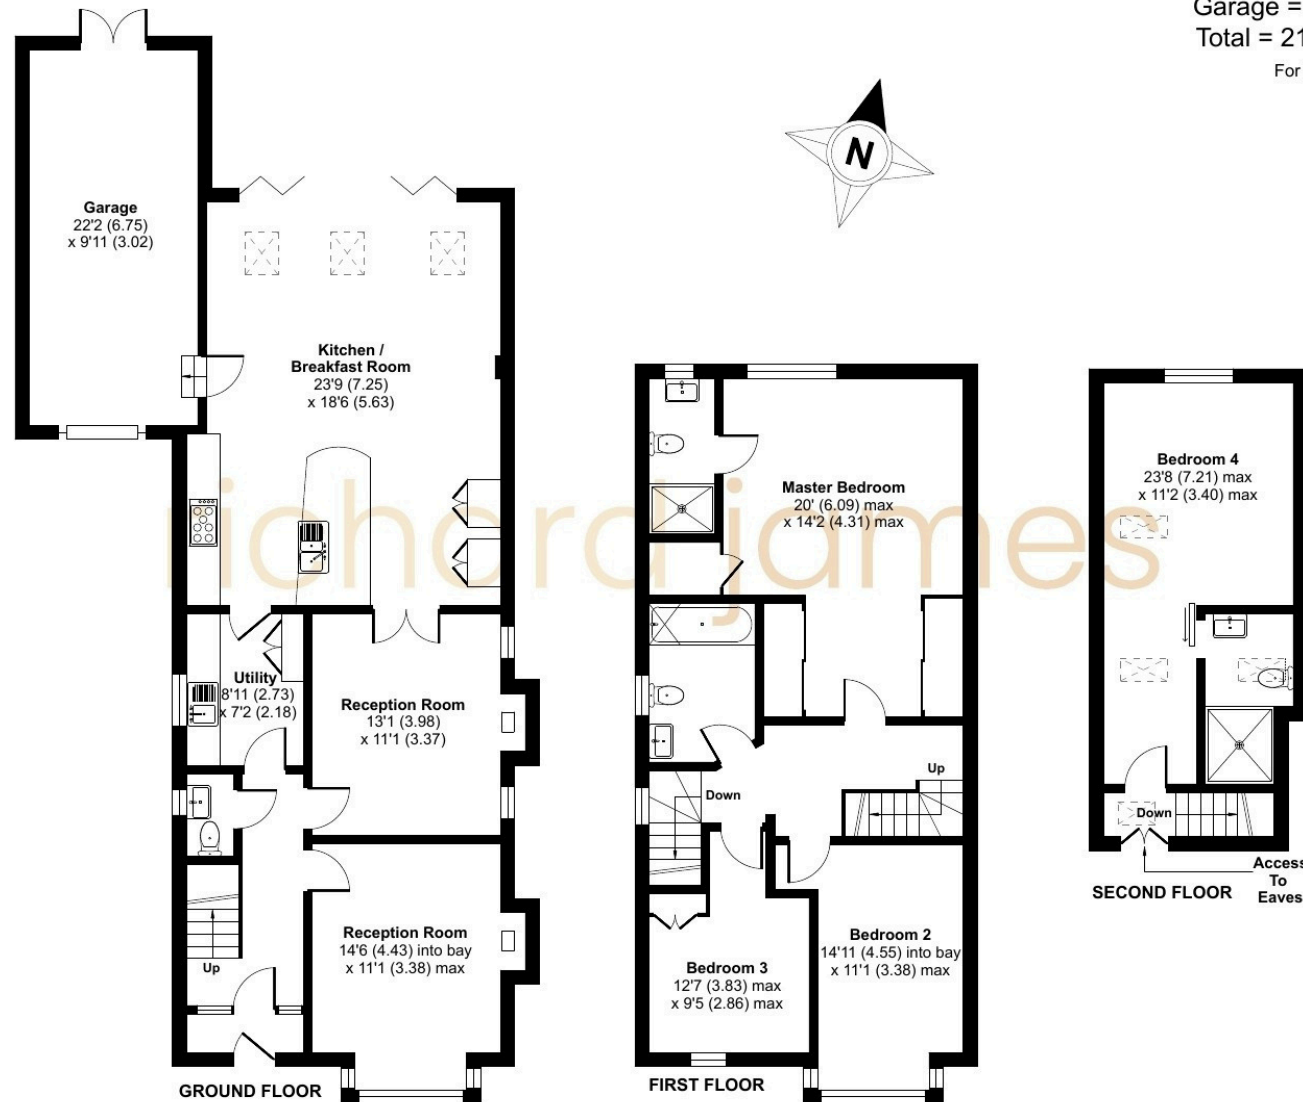 Garage =
Total = 21
For
N
Garage
22'2 (6.75)
x 9'11 (3.02)
Kitchen /
Breakfast Room
23'9 (7.25)
x 18'6 (5.63)
Utility
8'11 (2.73)
x 7'2 (2.18)
Reception Room
13'1 (3.98)
x 11'1 (3.37)
Reception Room
14'6 (4.43) into bay
x 11'1 (3.38) max
Up
GROUND FLOOR
Master Bedroom
20' (6.09) max
x 14'2 (4.31) max
Up
Down
Bedroom 3
12'7 (3.83) max
x 9'5 (2.86) max
Bedroom 2
14'11 (4.55) into bay
x 11'1 (3.38) max
FIRST FLOOR
Bedroom 4
23'8 (7.21) max
x 11'2 (3.40) max
Down
Access
To
Eaves
SECOND FLOOR
richard james